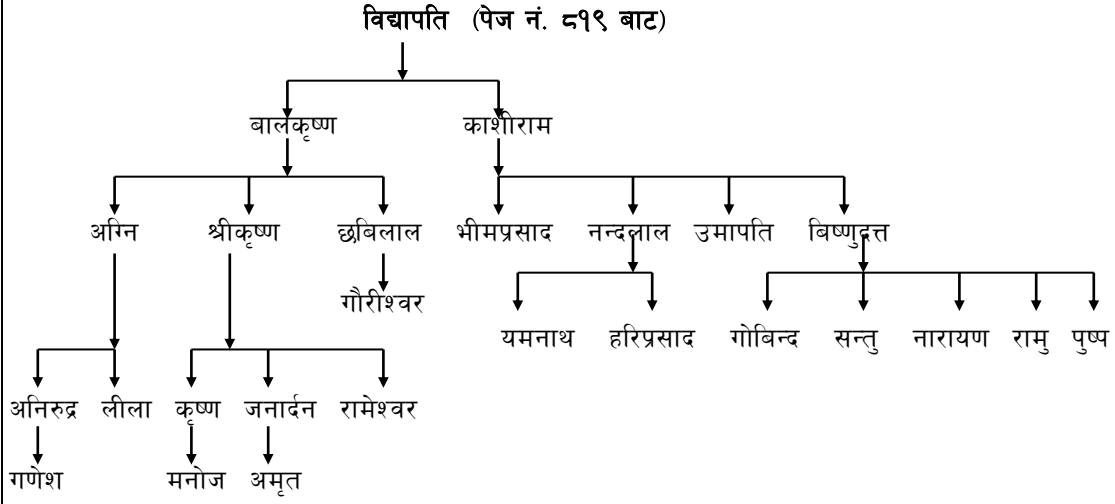 विद्यापति (पेज नं. ८१९ बाट)
बालकृष्ण काशीराम
अग्नि श्रीकृष्ण छबिलाल भीमप्रसाद नन्दलाल उमापति बिष्णुदत्त
गौरीश्वर
यमनाथ हरिप्रसाद गोबिन्द सन्तु नारायण रामु पुष्प
अनिरुद्र लीला कृष्ण जनार्दन रामेश्वर
गणेश मनोज अमृत